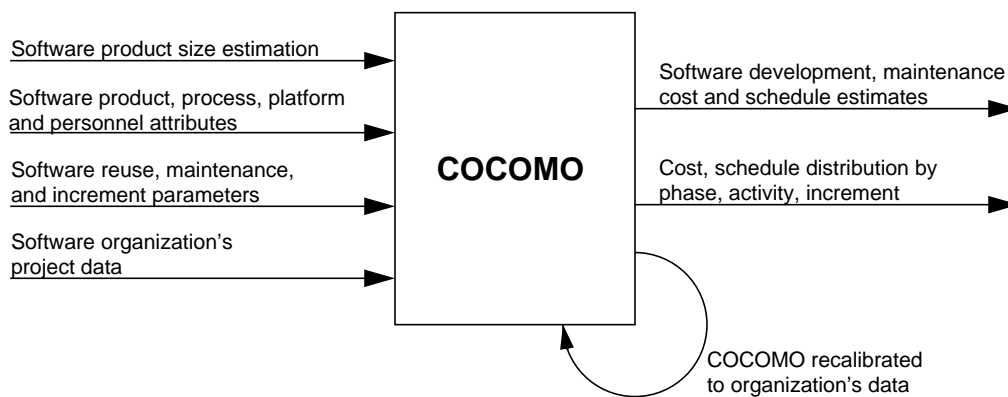 Software product size estimation
Software product, process, platform
and personnel attributes
Software reuse, maintenance,
and increment parameters
Software organization’s
project data
COCOMO
Software development, maintenance
cost and schedule estimates
Cost, schedule distribution by
phase, activity, increment
COCOMO recalibrated
to organization’s data